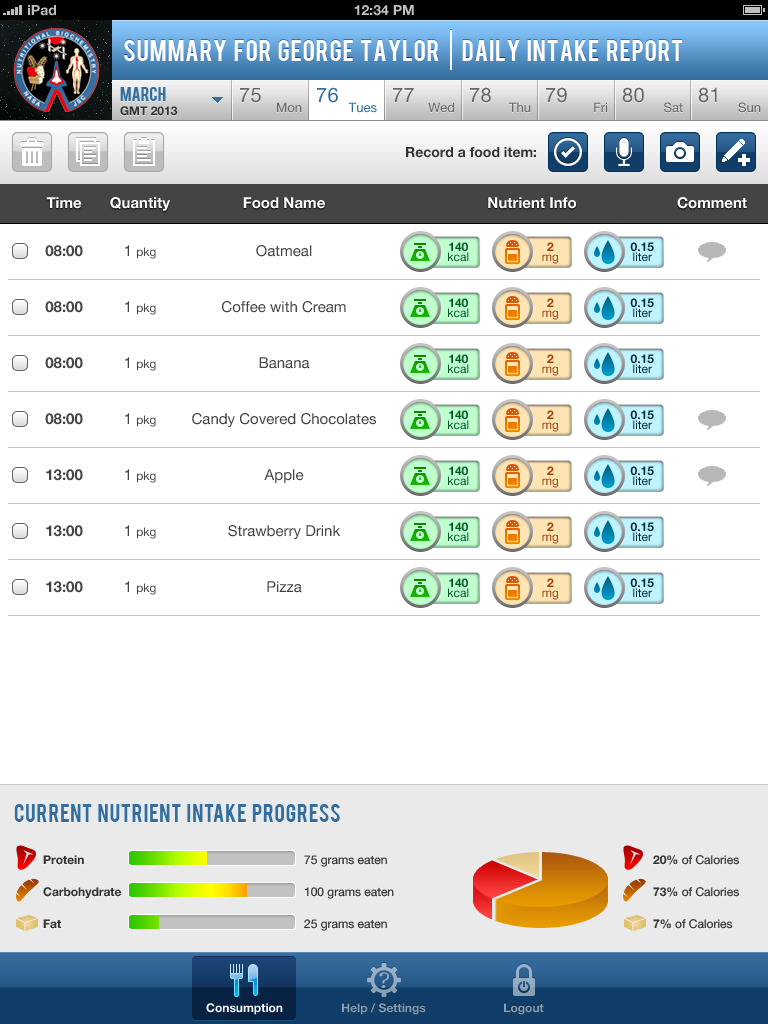 iPad 12:34 PM
NUTRITIONAL BIOCHEMISTRY
NASA JSC
SUMMARY FOR GEORGE TAYLOR | DAILY INTAKE REPORT
MARCH
GMT 2013
75 Mon 76 Tues 77 Wed 78 Thu 79 Fri 80 Sat 81 Sun
Record a food item:
Time Quantity Food Name Nutrient Info Comment
08:00 1 pkg Oatmeal 140 kcal 2 mg 0.15 liter
08:00 1 pkg Coffee with Cream 140 kcal 2 mg 0.15 liter
08:00 1 pkg Banana 140 kcal 2 mg 0.15 liter
08:00 1 pkg Candy Covered Chocolates 140 kcal 2 mg 0.15 liter
13:00 1 pkg Apple 140 kcal 2 mg 0.15 liter
13:00 1 pkg Strawberry Drink 140 kcal 2 mg 0.15 liter
13:00 1 pkg Pizza 140 kcal 2 mg 0.15 liter
CURRENT NUTRIENT INTAKE PROGRESS
Protein 75 grams eaten 20% of Calories
Carbohydrate 100 grams eaten 73% of Calories
Fat 25 grams eaten 7% of Calories
Consumption Help / Settings Logout